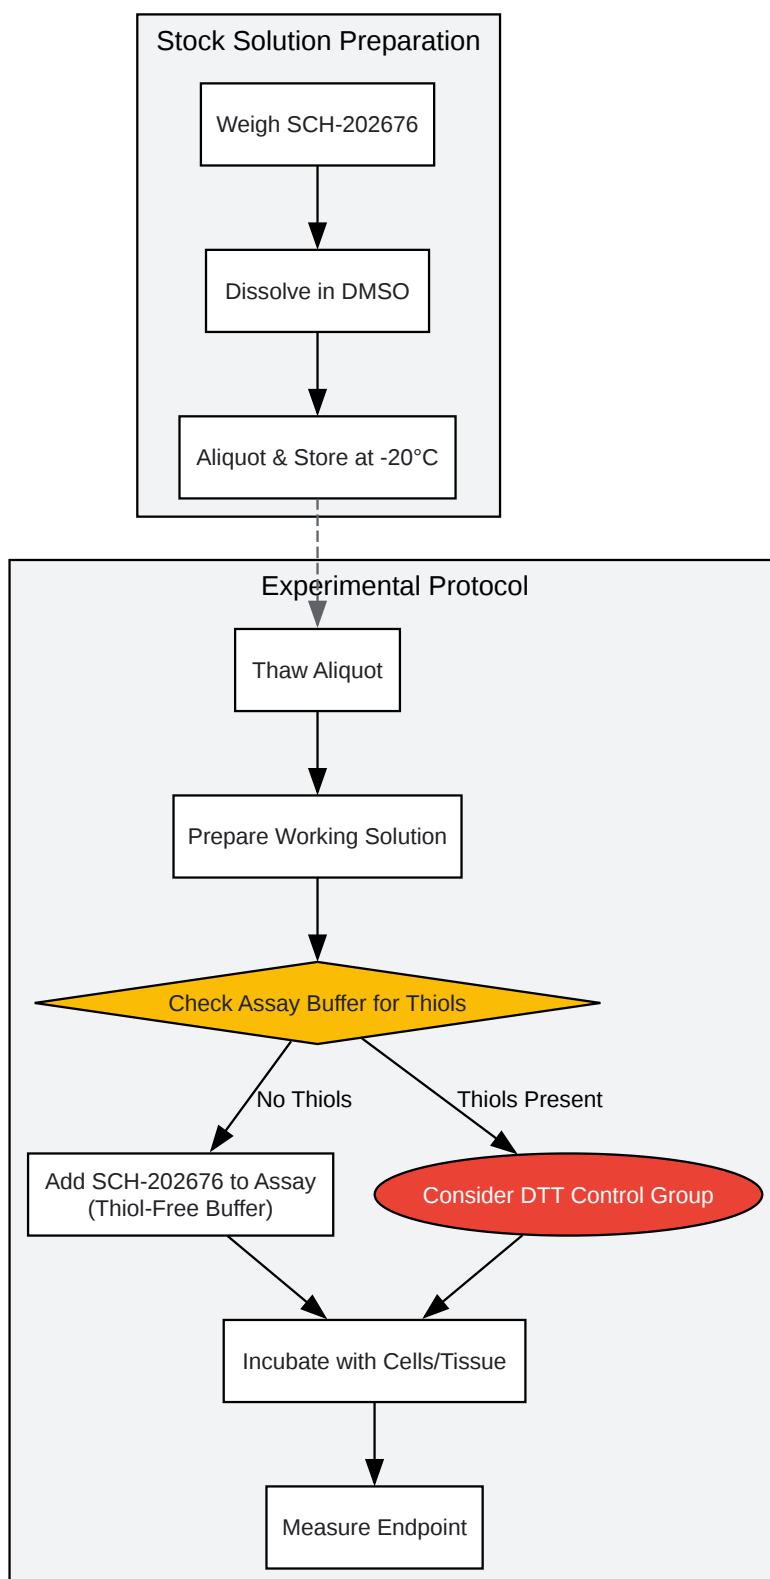 Stock Solution Preparation
Weigh SCH-202676
Dissolve in DMSO
Aliquot & Store at -20°C
Experimental Protocol
Thaw Aliquot
Prepare Working Solution
Check Assay Buffer for Thiols
No Thiols
Thiols Present
Add SCH-202676 to Assay
(Thiol-Free Buffer)
Consider DTT Control Group
Incubate with Cells/Tissue
Measure Endpoint